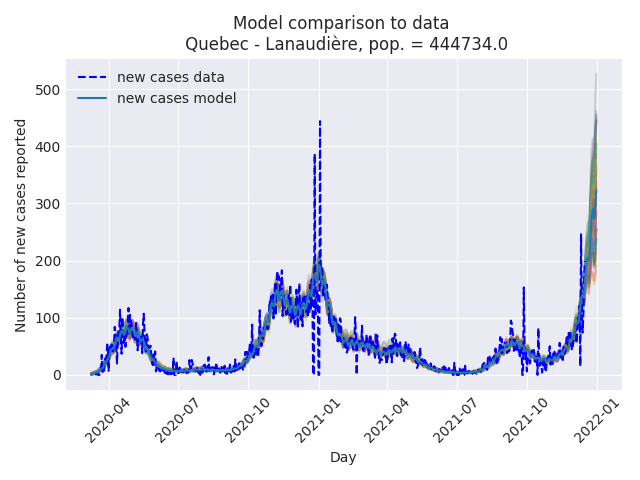 Model comparison to data
Quebec - Lanaudière, pop. = 444734.0
new cases data
new cases model
Number of new cases reported
500
400
300
200
100
0
2020-04
2020-07
2020-10
2021-01
2021-04
2021-07
2021-10
2022-01
Day